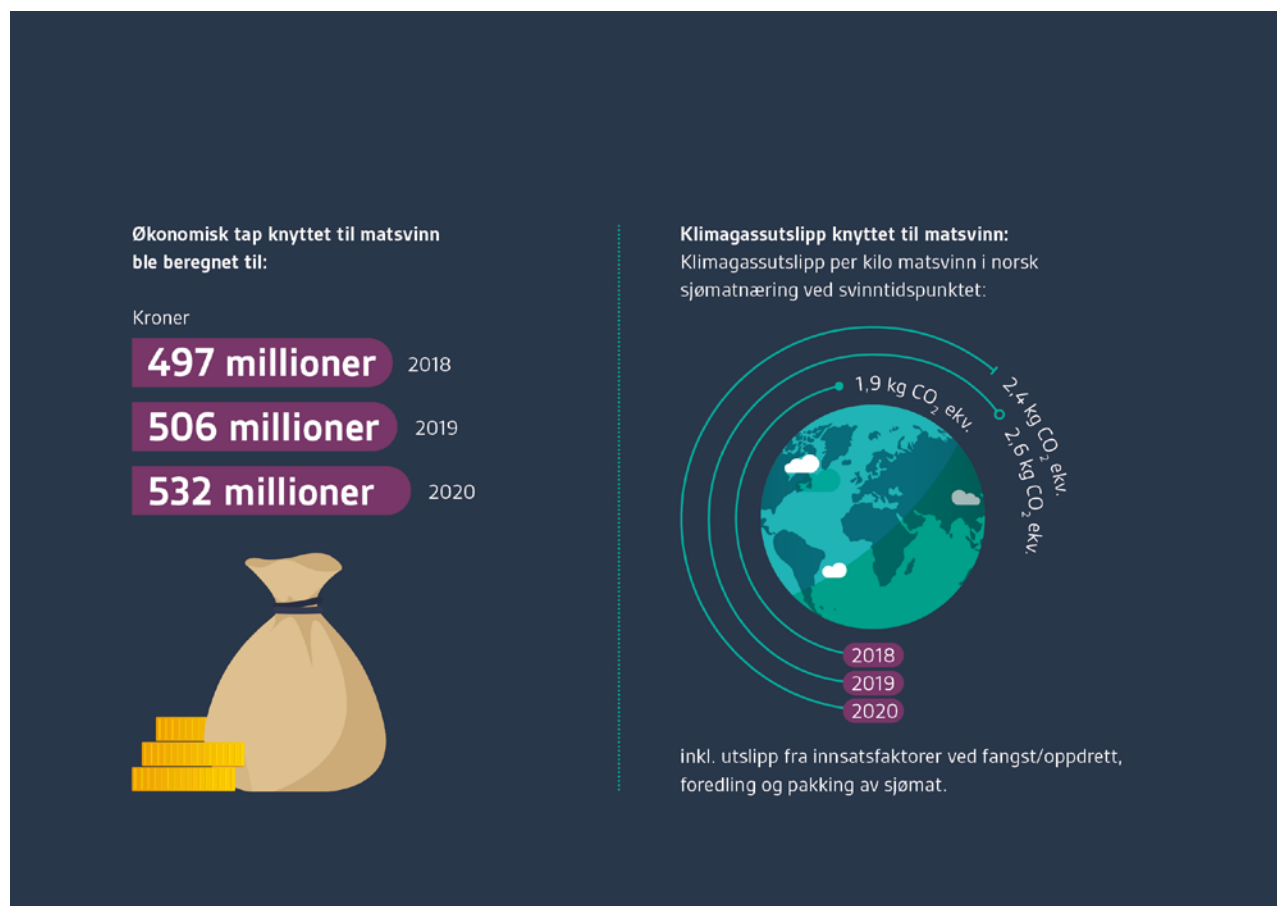 Økonomisk tap knyttet til matsvinn
ble beregnet til:
Kroner
497 millioner 2018
506 millioner 2019
532 millioner 2020
Klimagassutslipp knyttet til matsvinn:
Klimagassutslipp per kilo matsvinn i norsk
sjømatnæring ved svinntidspunktet:
1,9 kg CO₂ ekv.
2,4 kg CO₂ ekv.
2,6 kg CO₂ ekv.
2018
2019
2020
inkl. utslipp fra innsatsfaktorer ved fangst/oppdrett,
foredling og pakking av sjømat.